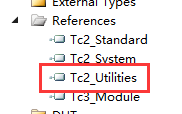 External Types
References
Tc2_Standard
Tc2_System
Tc2_Utilities
Tc3_Module